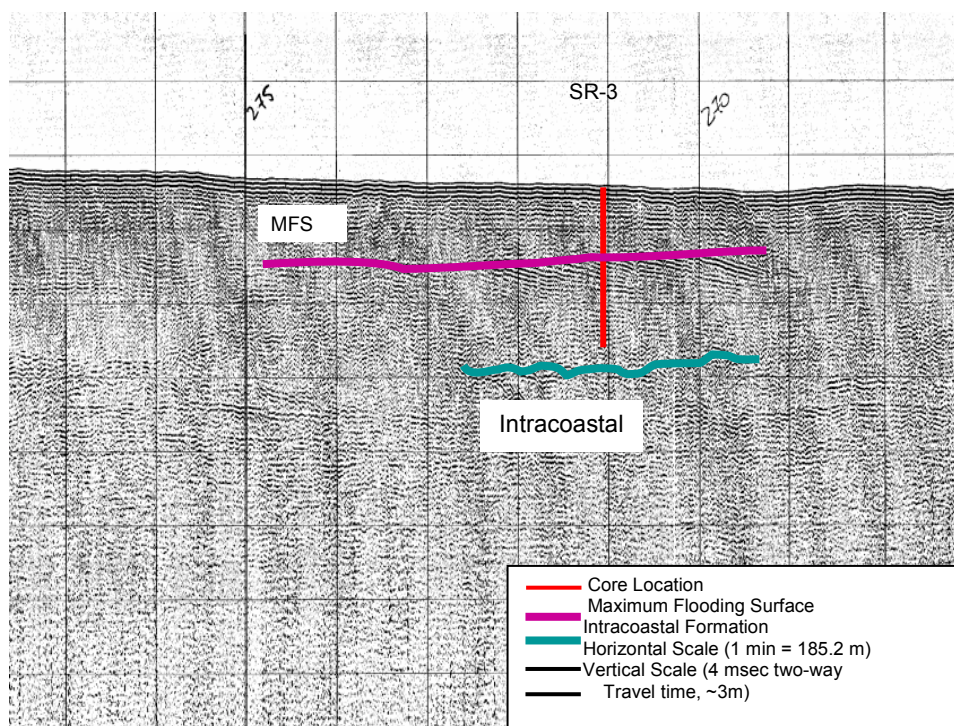 SR-3
275
270
MFS
Intracoastal
Core Location
Maximum Flooding Surface
Intracoastal Formation
Horizontal Scale (1 min = 185.2 m)
Vertical Scale (4 msec two-way
Travel time, ~3m)